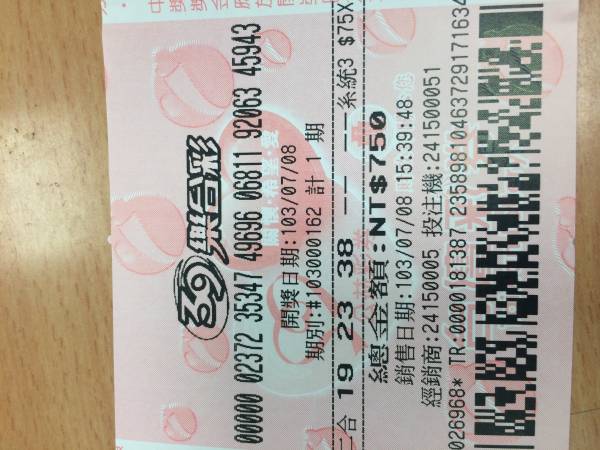 39樂合彩
00000 02372 35347 49696 06811 92063 45943
開獎日期:103/07/08
期別:#103000162 計 1 期
二合 19 23 38 －－ －－系統3 $75X
總金額:NT$750
銷售日期:103/07/08 15:39:48
經銷商:24150005 投注機:241500051
026968* TR:0000181387 23589810463729171634